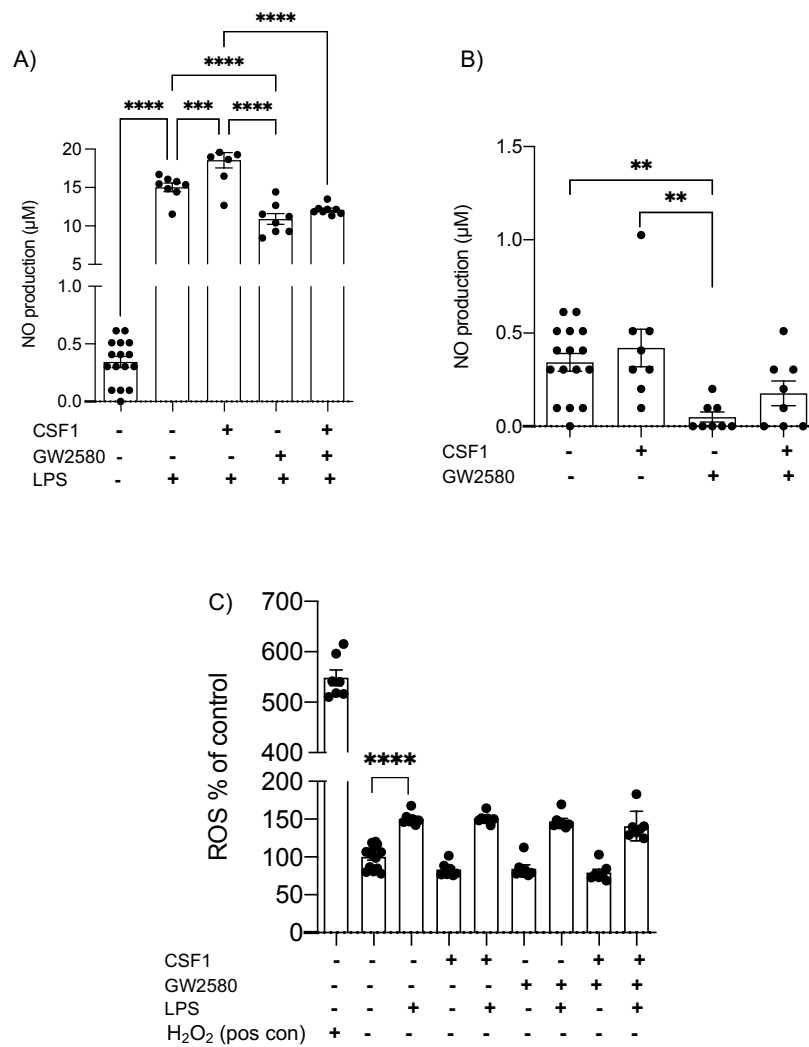 ****
A)
****
B)
**** *** ****
NO production (µM)
20
15
10
5
1.0
0.5
0.0
CSF1 - - + - +
GW2580 - - - + +
LPS - + + + +
NO production (µM)
1.5
1.0
0.5
0.0
**
**
CSF1 - + - +
GW2580 - - + +
C)
ROS % of control
700
600
500
400
200
150
100
50
0
****
CSF1 - - - + + - - + +
GW2580 - - - - - + + + +
LPS - - + - + - + - +
H₂O₂ (pos con) + - - - - - - - -